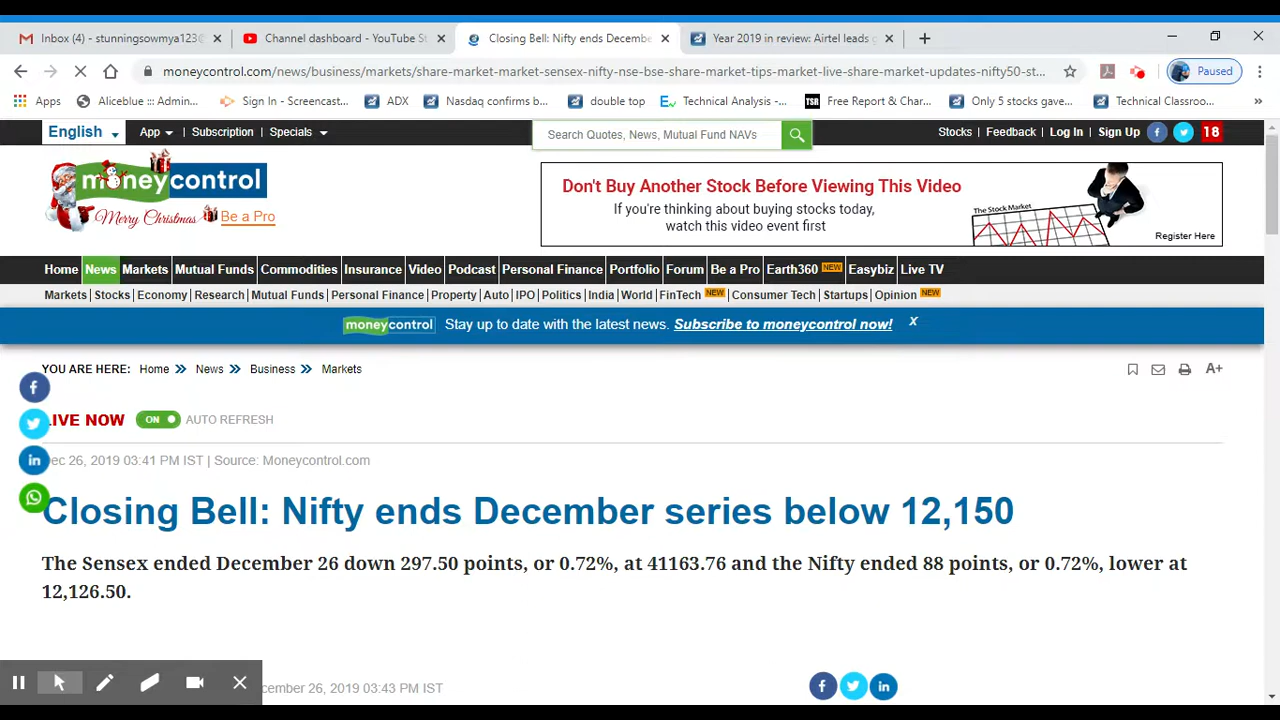 Inbox (4) - stunningsowmya123@ Channel dashboard - YouTube St Closing Bell: Nifty ends Decembe Year 2019 in review: Airtel leads g
moneycontrol.com/news/business/markets/share-market-market-sensex-nifty-nse-bse-share-market-tips-market-live-share-market-updates-nifty50-st... Paused
Apps Aliceblue ::: Admin... Sign In - Screencast... ADX Nasdaq confirms b... double top Technical Analysis -... TSR Free Report & Char... Only 5 stocks gave... Technical Classroo... »
English App | Subscription | Specials Search Quotes, News, Mutual Fund NAVs Stocks | Feedback | Log In | Sign Up 18
moneycontrol
Merry Christmas Be a Pro
Don't Buy Another Stock Before Viewing This Video
If you're thinking about buying stocks today,
watch this video event first
The Stock Market
Register Here
Home News Markets Mutual Funds Commodities Insurance Video Podcast Personal Finance Portfolio Forum Be a Pro Earth360 NEW Easybiz Live TV
Markets | Stocks | Economy | Research | Mutual Funds | Personal Finance | Property | Auto | IPO | Politics | India | World | FinTech NEW | Consumer Tech | Startups | Opinion NEW
moneycontrol Stay up to date with the latest news. Subscribe to moneycontrol now! X
YOU ARE HERE: Home News Business Markets A+
LIVE NOW ON AUTO REFRESH
ec 26, 2019 03:41 PM IST | Source: Moneycontrol.com
Closing Bell: Nifty ends December series below 12,150
The Sensex ended December 26 down 297.50 points, or 0.72%, at 41163.76 and the Nifty ended 88 points, or 0.72%, lower at
12,126.50.
cember 26, 2019 03:43 PM IST